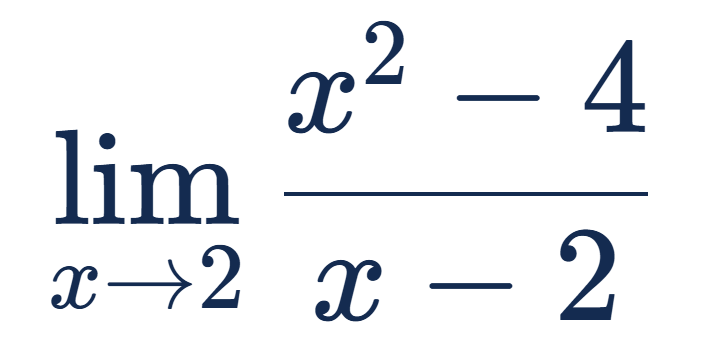 lim x→2 (x² − 4)/(x − 2)